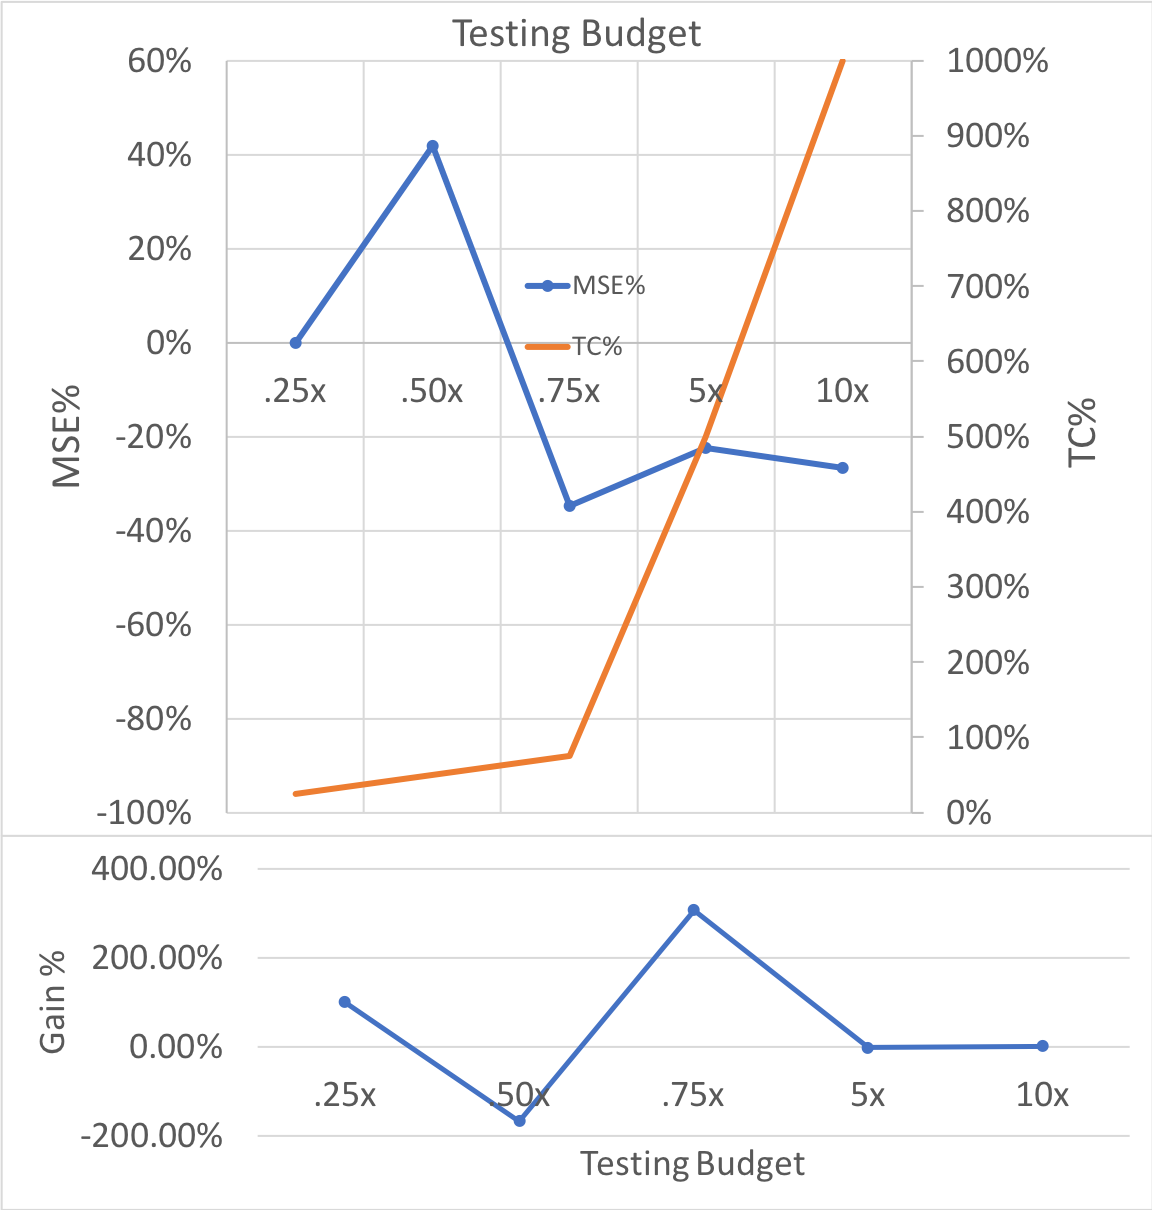 Testing Budget
60%
40%
20%
0%
-20%
-40%
-60%
-80%
-100%
MSE%
1000%
900%
800%
700%
600%
500%
400%
300%
200%
100%
0%
TC%
MSE%
TC%
.25x .50x .75x 5x 10x
400.00%
200.00%
0.00%
-200.00%
Gain %
.25x .50x .75x 5x 10x
Testing Budget